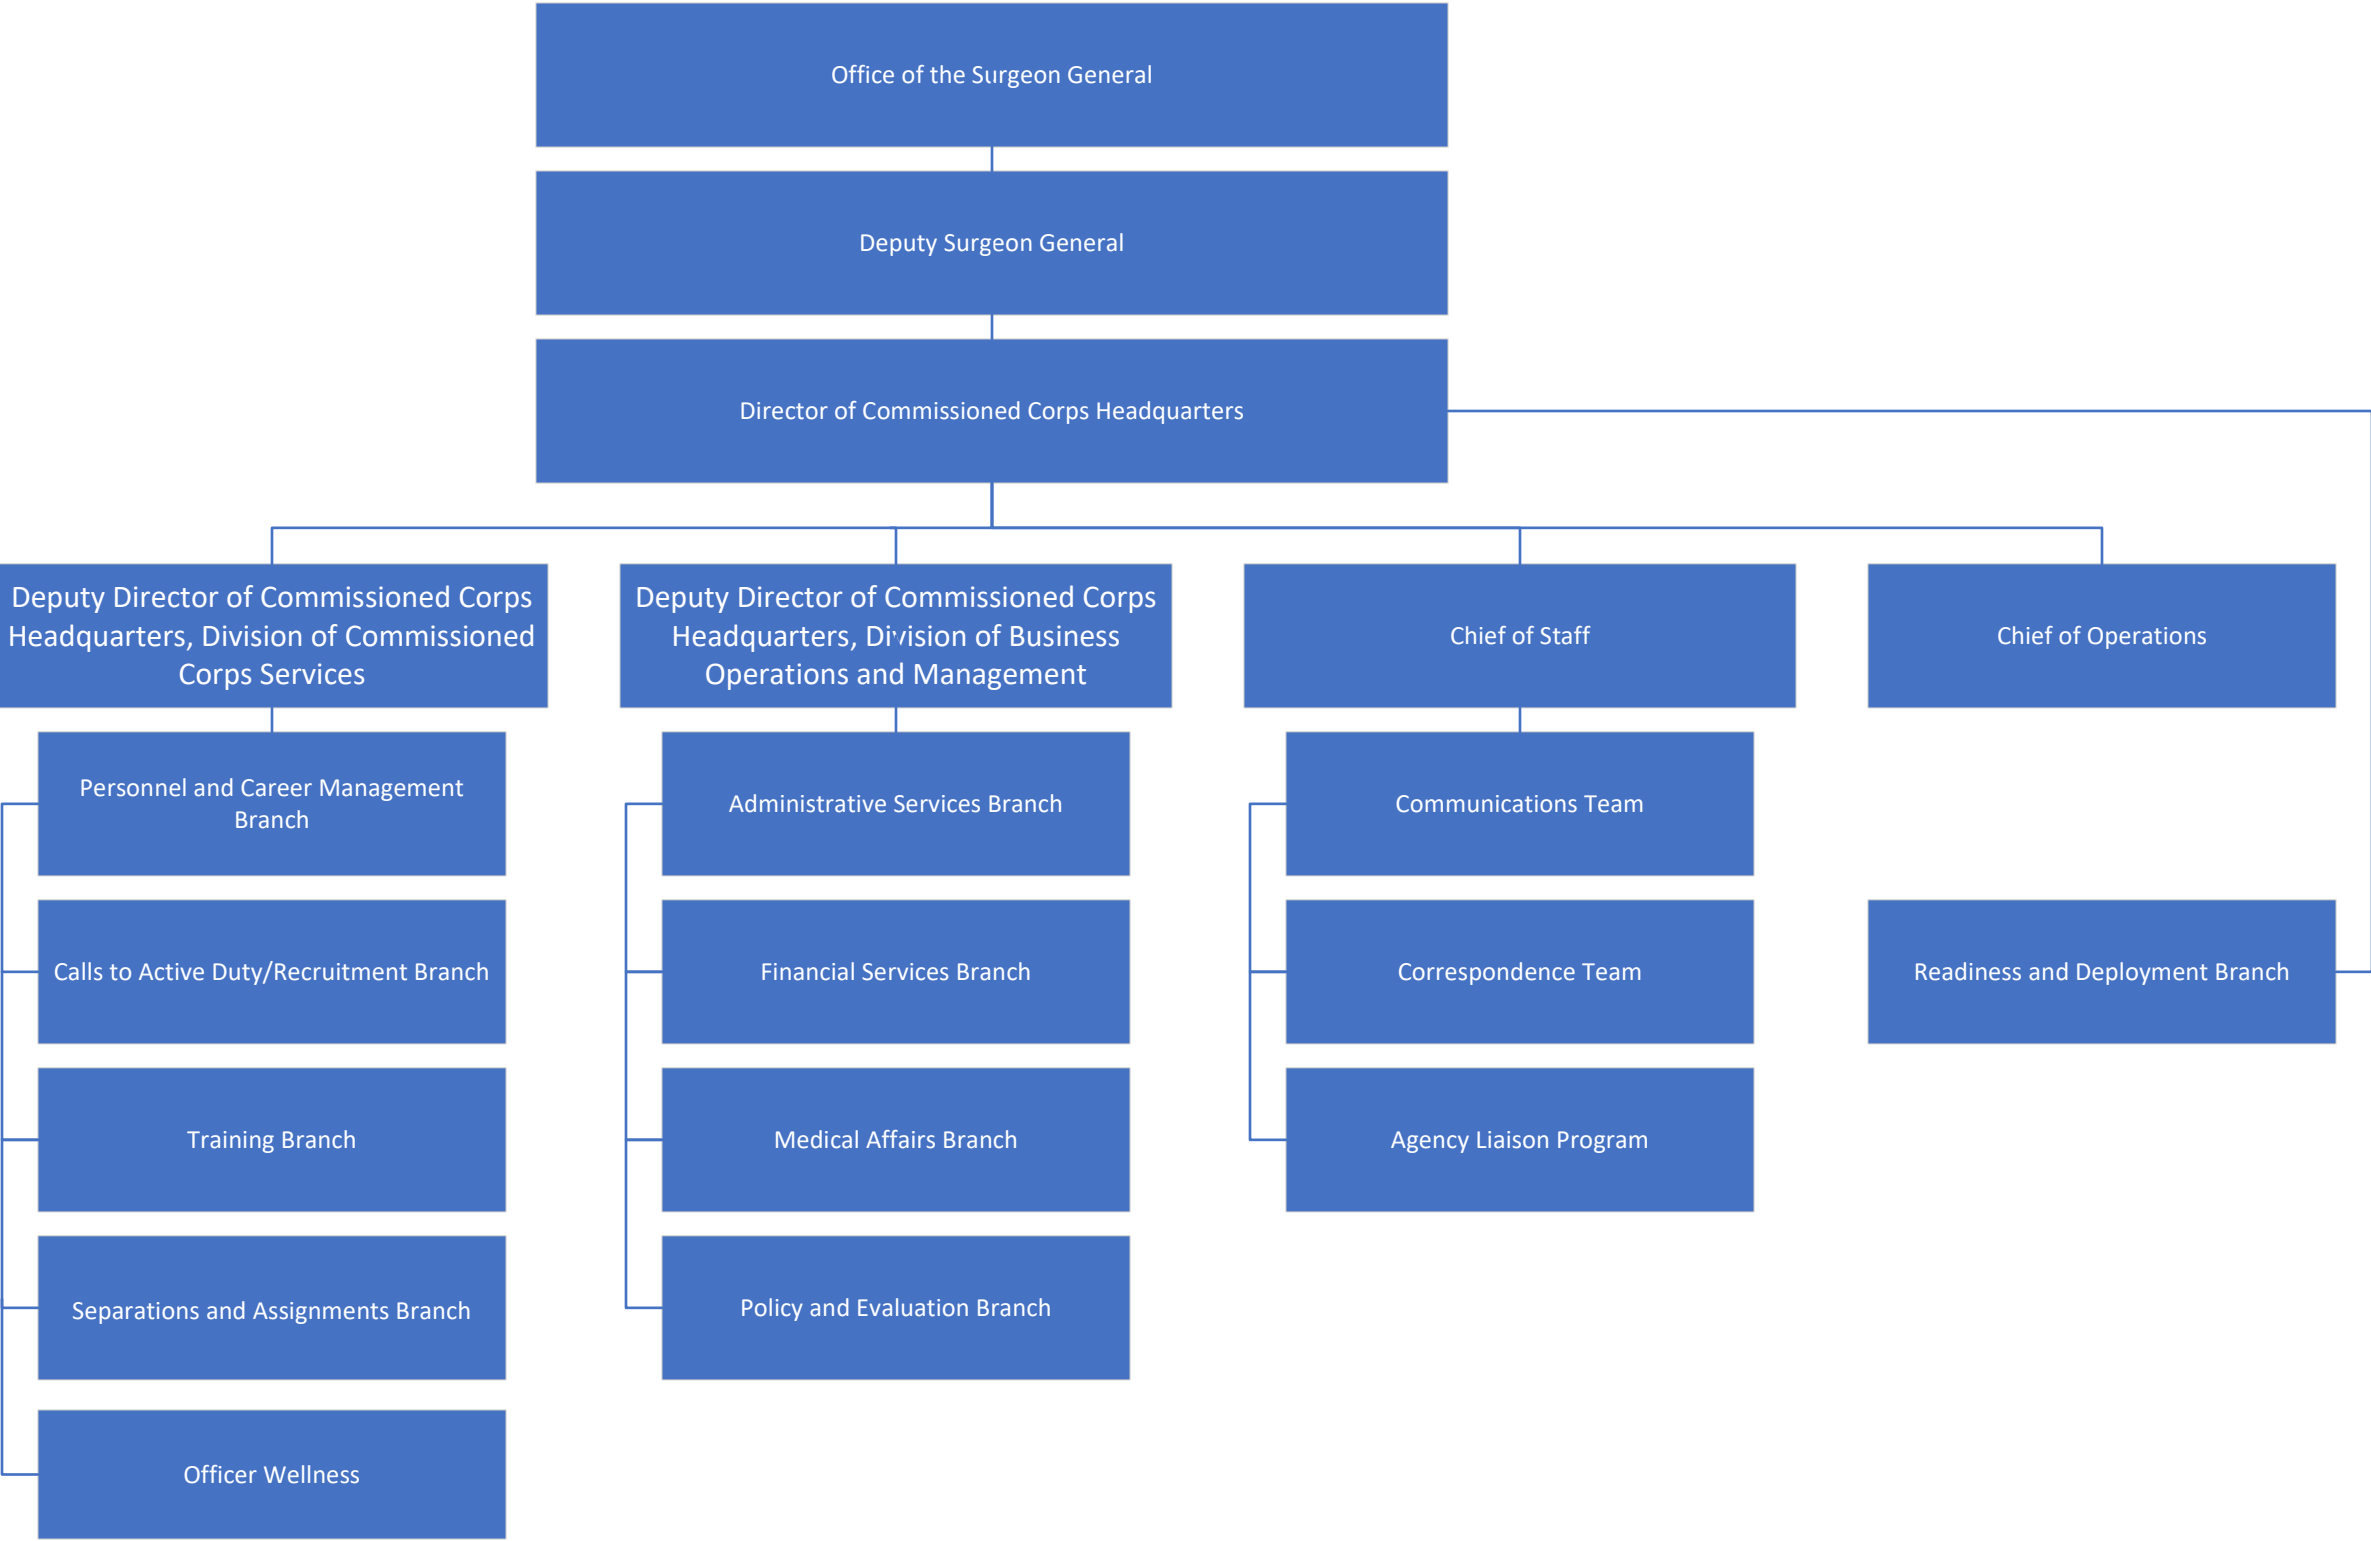 Office of the Surgeon General
Deputy Surgeon General
Director of Commissioned Corps Headquarters
Deputy Director of Commissioned Corps
Headquarters, Division of Commissioned
Corps Services
Deputy Director of Commissioned Corps
Headquarters, Division of Business
Operations and Management
Chief of Staff
Chief of Operations
Personnel and Career Management
Branch
Administrative Services Branch
Communications Team
Calls to Active Duty/Recruitment Branch
Financial Services Branch
Correspondence Team
Readiness and Deployment Branch
Training Branch
Medical Affairs Branch
Agency Liaison Program
Separations and Assignments Branch
Policy and Evaluation Branch
Officer Wellness